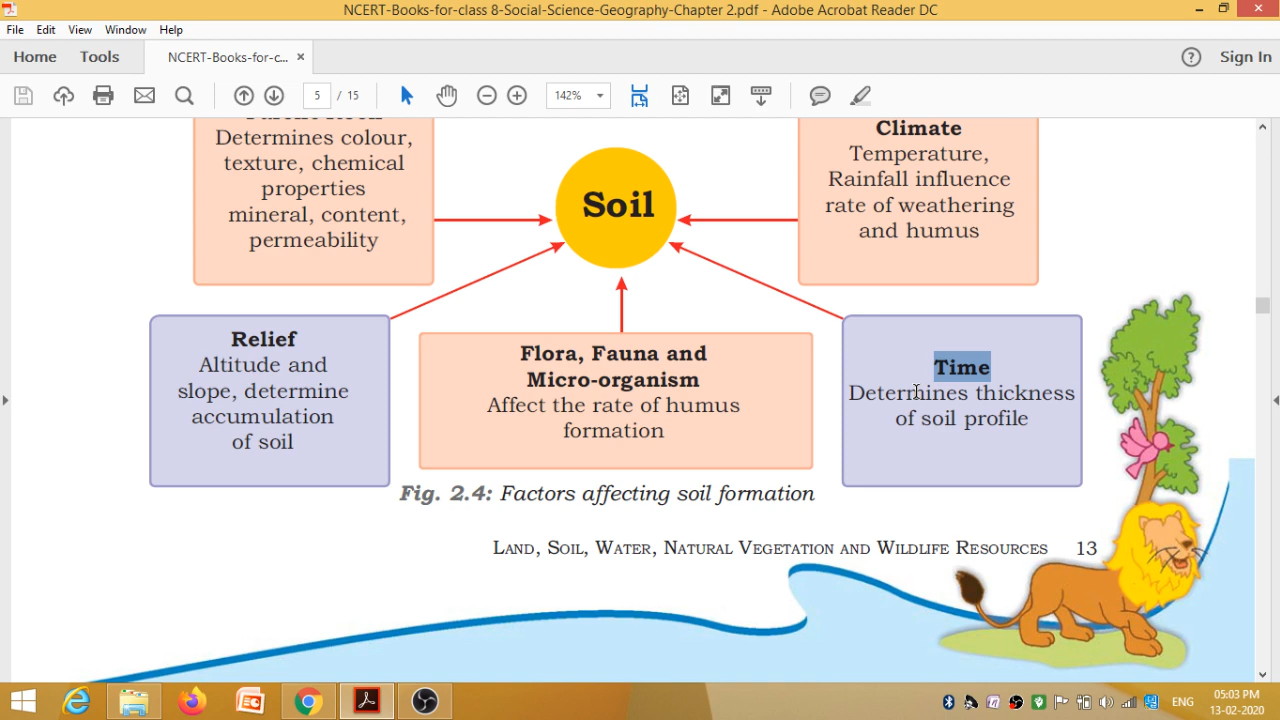 NCERT-Books-for-class 8-Social-Science-Geography-Chapter 2.pdf - Adobe Acrobat Reader DC
File Edit View Window Help
Home Tools NCERT-Books-for-c... × Sign In
5 / 15 142%
Determines colour,
texture, chemical
properties
mineral, content,
permeability
Soil
Climate
Temperature,
Rainfall influence
rate of weathering
and humus
Relief
Altitude and
slope, determine
accumulation
of soil
Flora, Fauna and
Micro-organism
Affect the rate of humus
formation
Time
Determines thickness
of soil profile
Fig. 2.4: Factors affecting soil formation
Land, Soil, Water, Natural Vegetation and Wildlife Resources 13
ENG
05:03 PM
13-02-2020